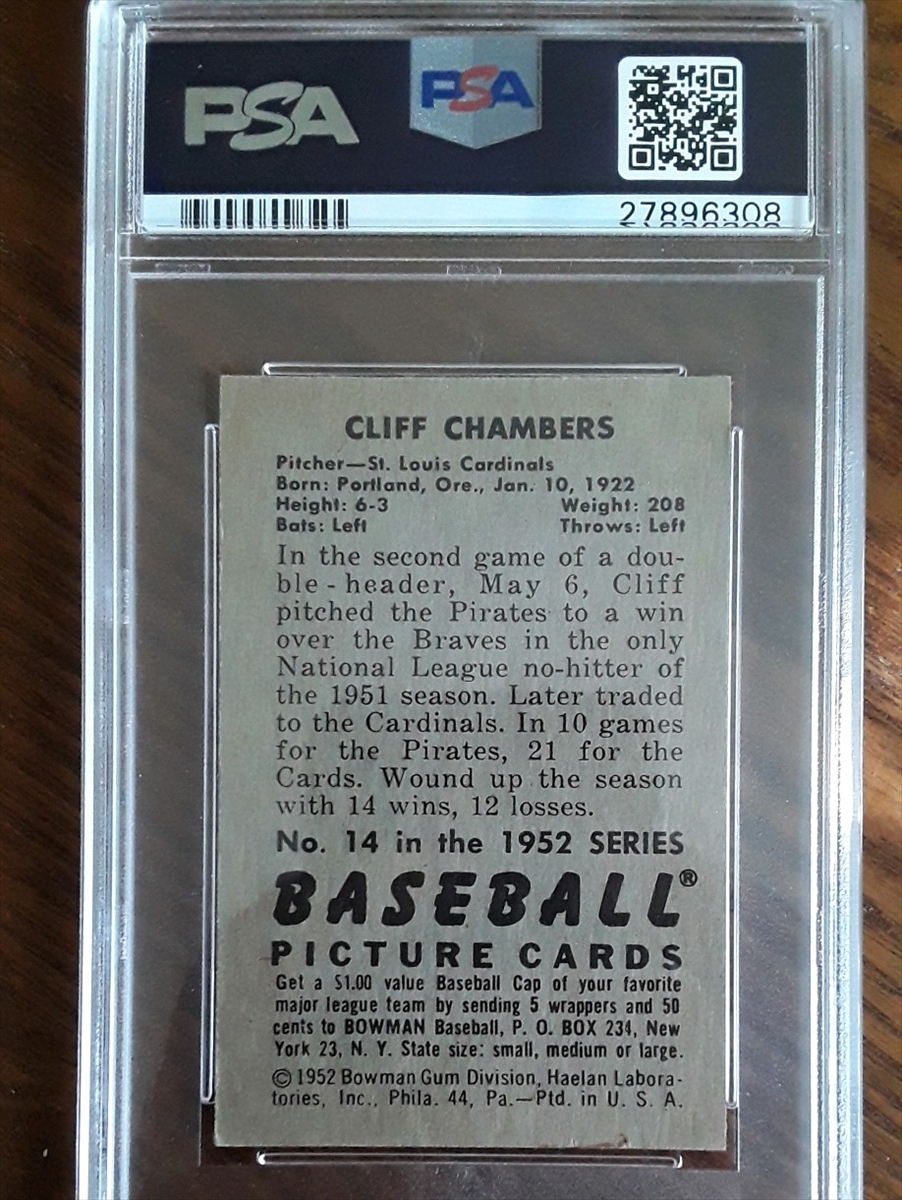 PSA
PSA
27896308
CLIFF CHAMBERS
Pitcher—St. Louis Cardinals
Born: Portland, Ore., Jan. 10, 1922
Height: 6-3 Weight: 208
Bats: Left Throws: Left
In the second game of a dou-
ble-header, May 6, Cliff
pitched the Pirates to a win
over the Braves in the only
National League no-hitter of
the 1951 season. Later traded
to the Cardinals. In 10 games
for the Pirates, 21 for the
Cards. Wound up the season
with 14 wins, 12 losses.
No. 14 in the 1952 SERIES
BASEBALL®
PICTURE CARDS
Get a $1.00 value Baseball Cap of your favorite
major league team by sending 5 wrappers and 50
cents to BOWMAN Baseball, P. O. BOX 234, New
York 23, N. Y. State size: small, medium or large.
© 1952 Bowman Gum Division, Haelan Labora-
tories, Inc., Phila. 44, Pa.—Ptd. in U. S. A.